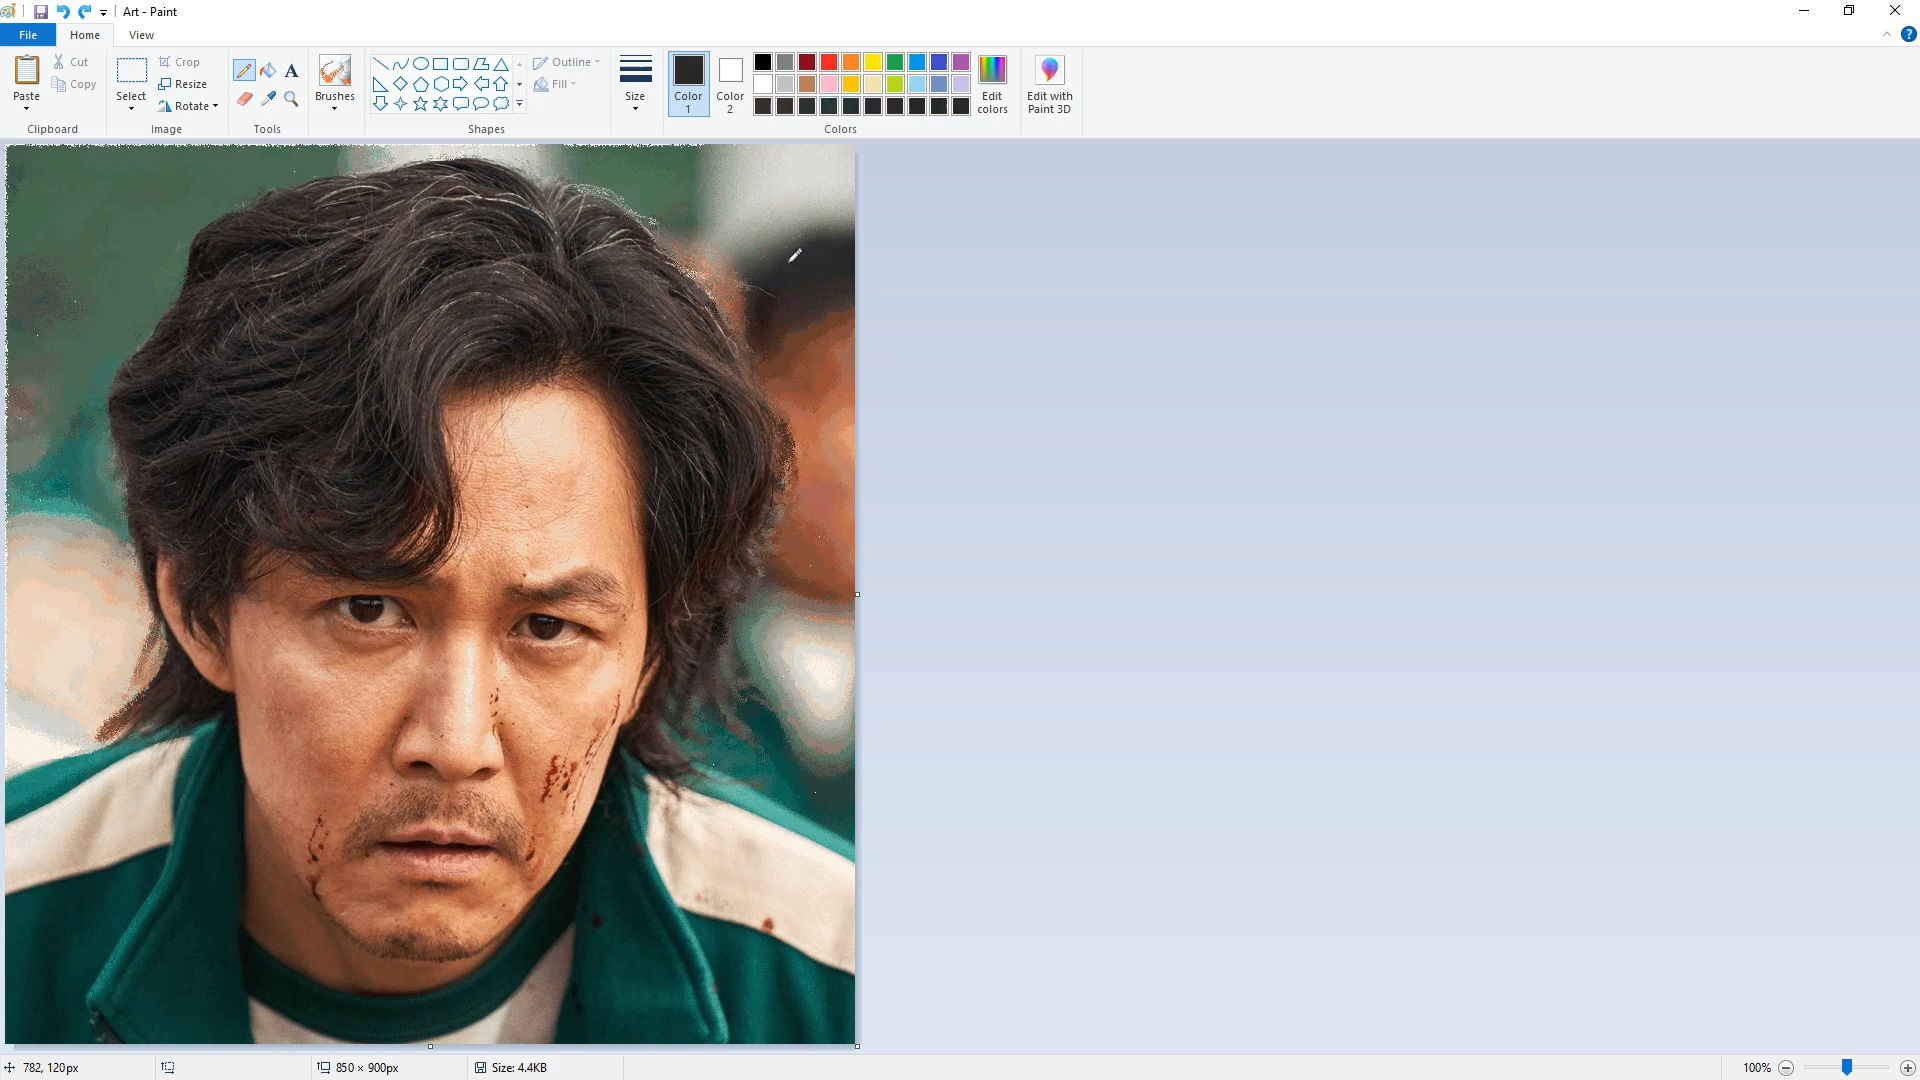 Art - Paint
File Home View
Paste Cut Copy
Clipboard
Select Crop Resize Rotate
Image
A
Tools
Brushes
Outline Fill
Shapes
Size
Color 1
Color 2
Edit colors
Colors
Edit with Paint 3D
?
782, 120px
850 × 900px
Size: 4.4KB
100%